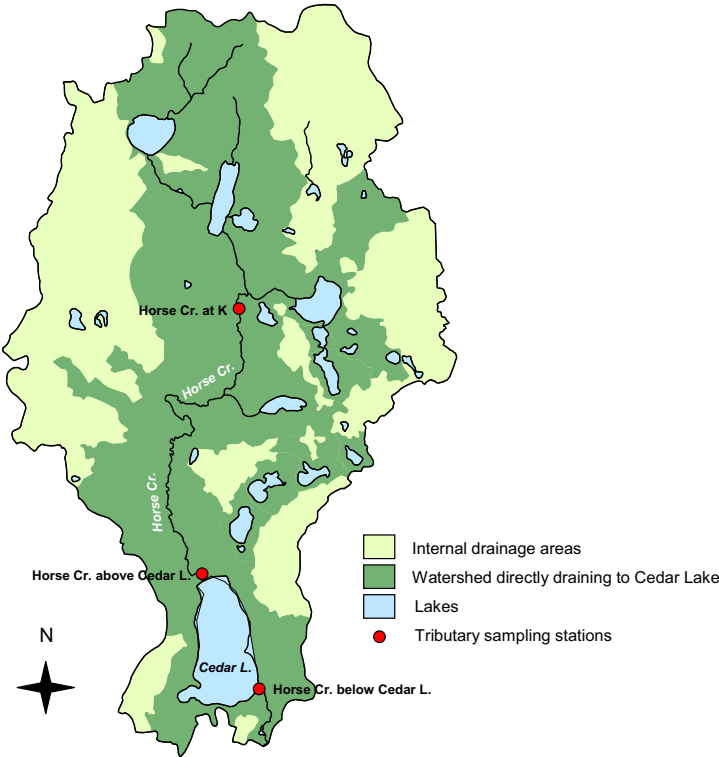 Horse Cr. at K
Horse Cr.
Horse Cr.
Internal drainage areas
Watershed directly draining to Cedar Lake
Horse Cr. above Cedar L.
Lakes
N
Tributary sampling stations
Cedar L.
Horse Cr. below Cedar L.